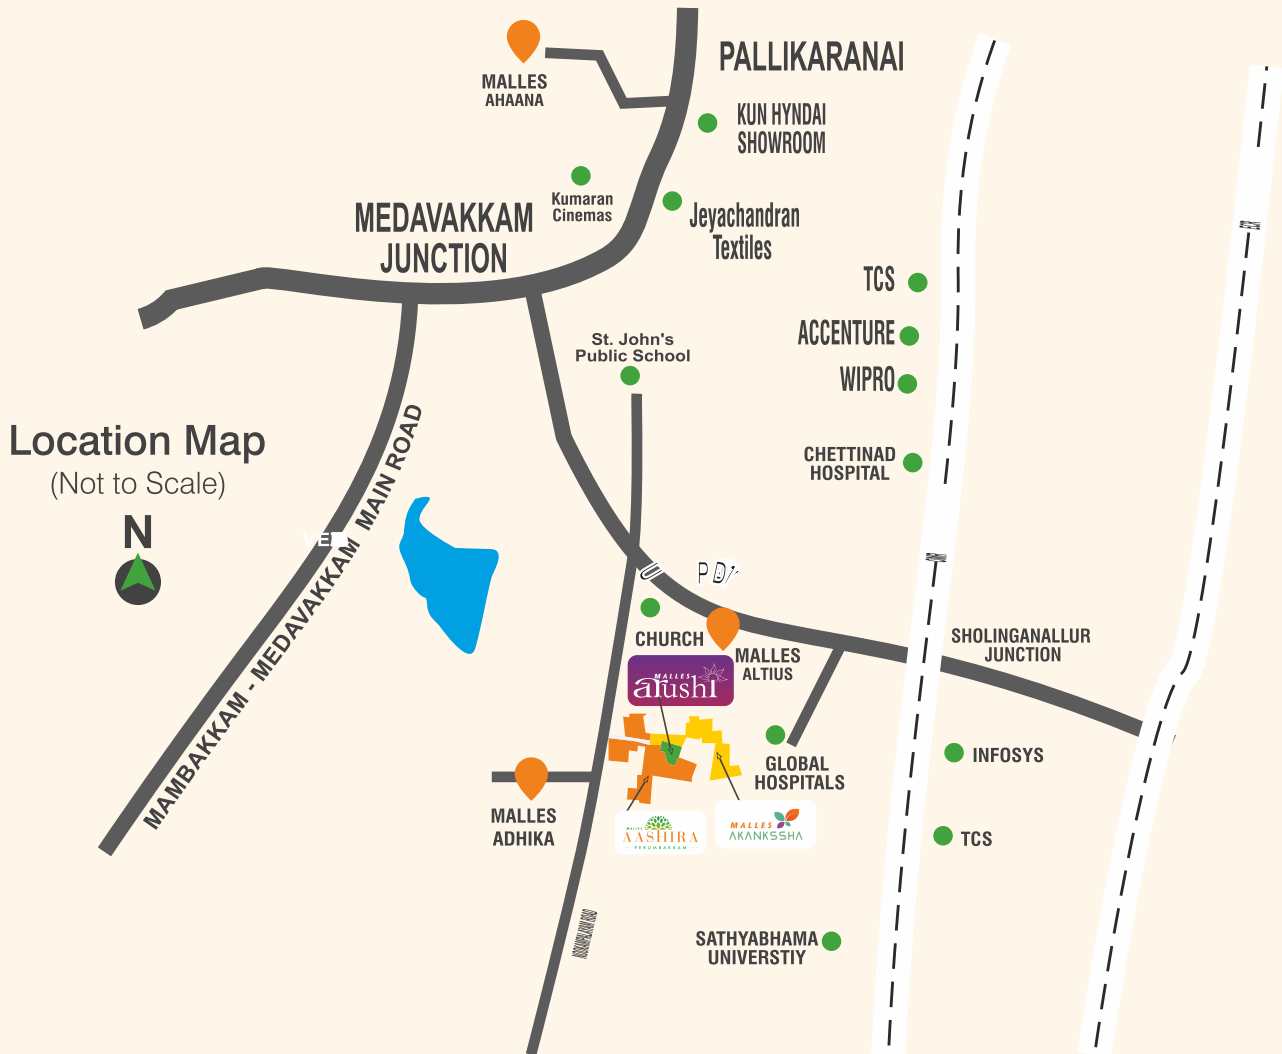 PALLIKARANAI
MALLES
AHAANA
KUN HYNDAI
SHOWROOM
Kumaran
Cinemas
MEDAVAKKAM
JUNCTION
Jeyachandran
Textiles
TCS
ACCENTURE
WIPRO
St. John's
Public School
Location Map
(Not to Scale)
N
CHETTINAD
HOSPITAL
MAMBAKKAM - MEDAVAKKAM MAIN ROAD
CHURCH
MALLES
ALTIUS
SHOLINGANALLUR
JUNCTION
MALLES
arushi
GLOBAL
HOSPITALS
INFOSYS
MALLES
ADHIKA
MALLES
AASHIRA
PERUMBAKKAM
MALLES
AKANKSSHA
TCS
SATHYABHAMA
UNIVERSTIY